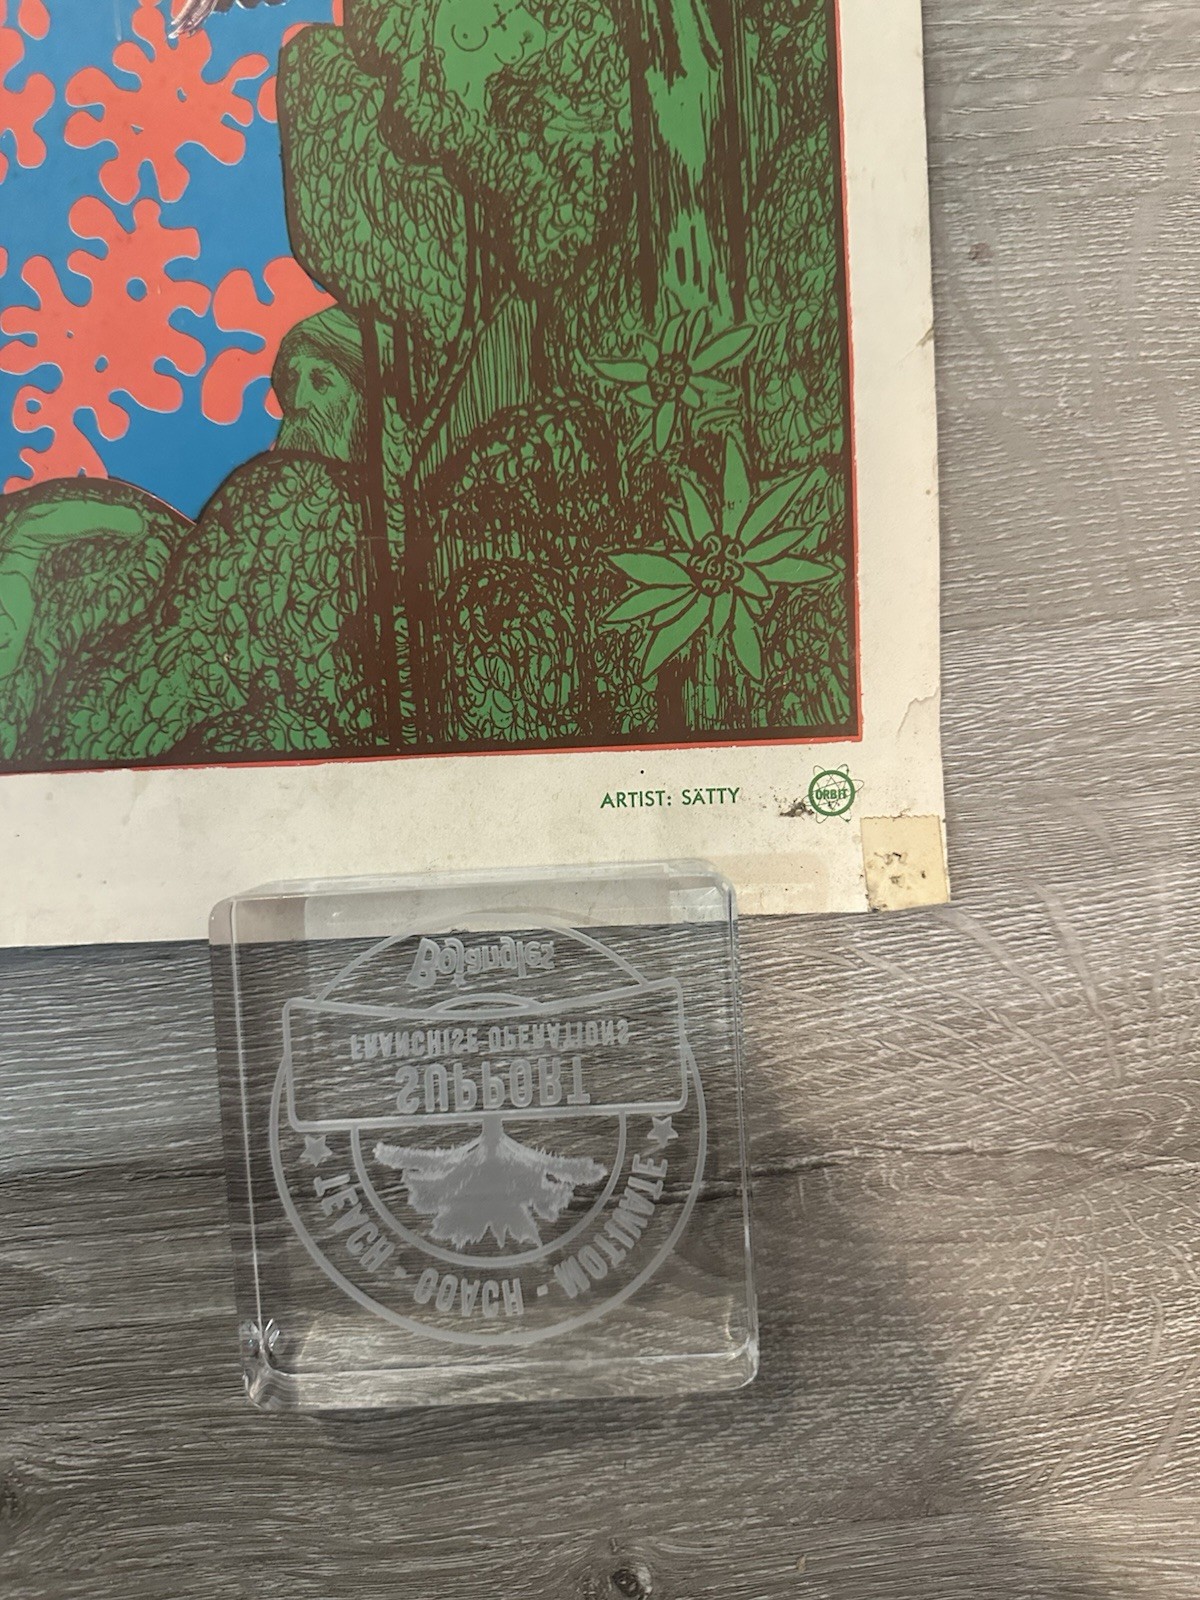 ARTIST: SÄTTY
ORBIT
Bojangles
FRANCHISE OPERATIONS
SUPPORT
TEACH - COACH - MOTIVATE